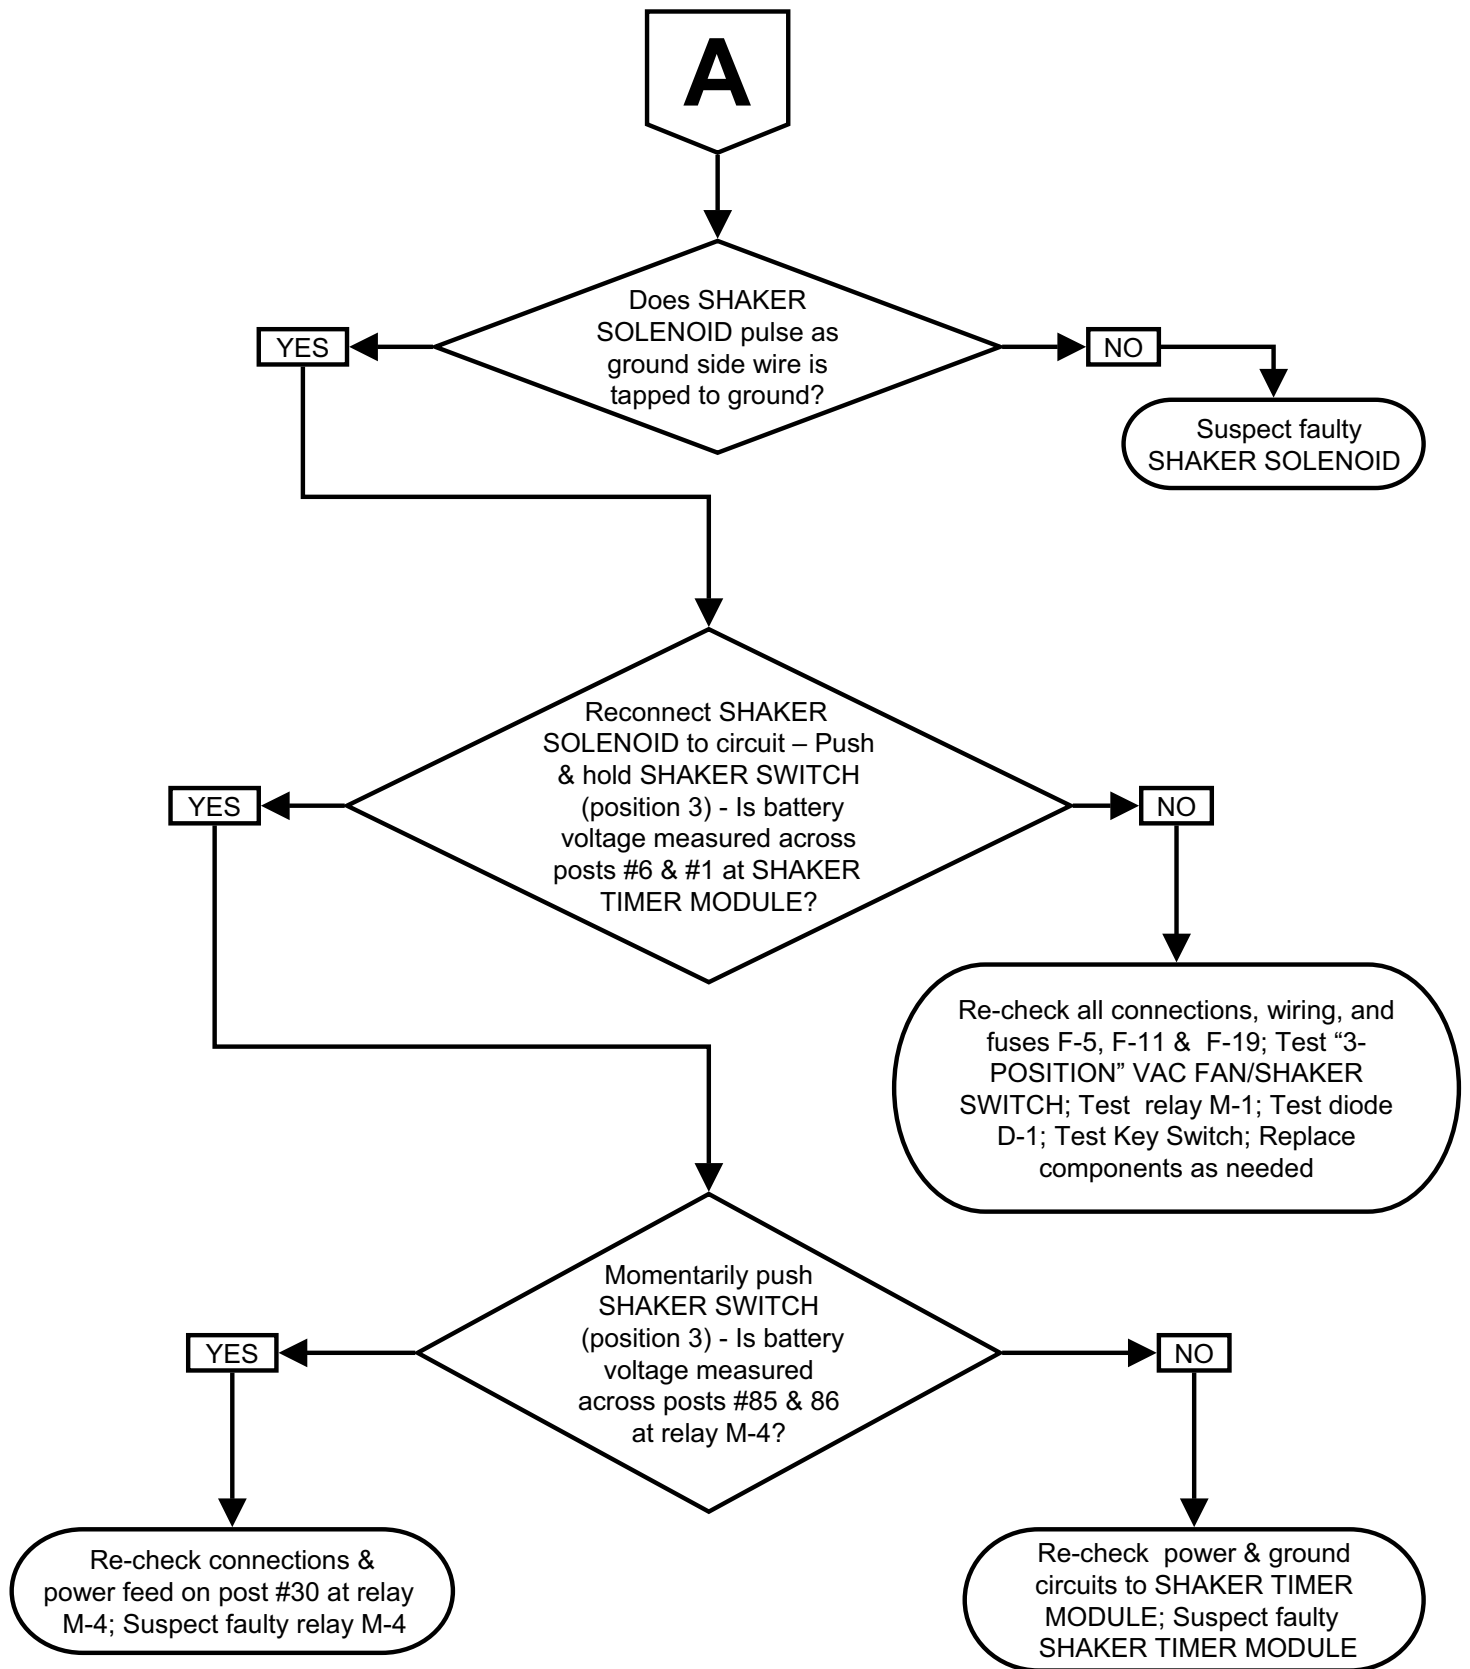 A
Does SHAKER
SOLENOID pulse as
ground side wire is
tapped to ground?
YES
NO
Suspect faulty
SHAKER SOLENOID
Reconnect SHAKER
SOLENOID to circuit – Push
& hold SHAKER SWITCH
(position 3) - Is battery
voltage measured across
posts #6 & #1 at SHAKER
TIMER MODULE?
YES
NO
Re-check all connections, wiring, and
fuses F-5, F-11 & F-19; Test “3-
POSITION” VAC FAN/SHAKER
SWITCH; Test relay M-1; Test diode
D-1; Test Key Switch; Replace
components as needed
Momentarily push
SHAKER SWITCH
(position 3) - Is battery
voltage measured
across posts #85 & 86
at relay M-4?
YES
NO
Re-check connections &
power feed on post #30 at relay
M-4; Suspect faulty relay M-4
Re-check power & ground
circuits to SHAKER TIMER
MODULE; Suspect faulty
SHAKER TIMER MODULE